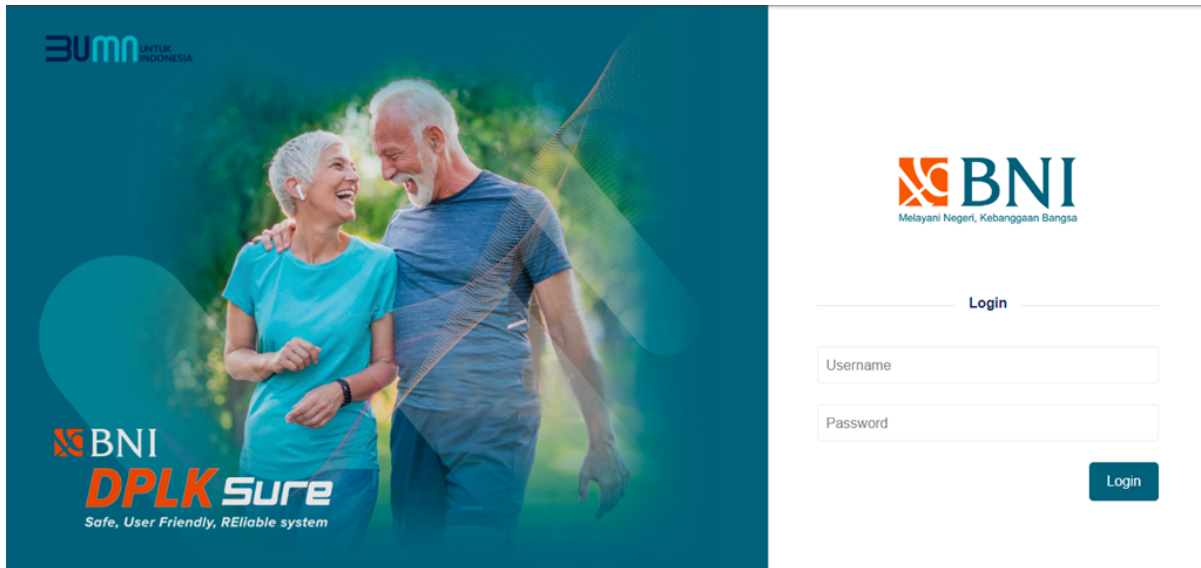 BUMN UNTUK
INDONESIA
BNI
DPLK Sure
Safe, User Friendly, REliable system
BNI
Melayani Negeri, Kebanggaan Bangsa
Login
Username
Password
Login